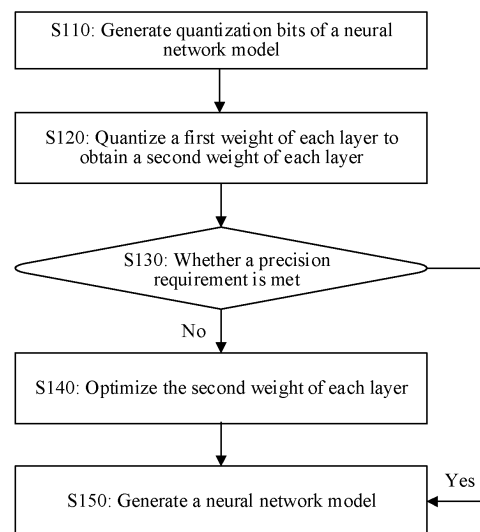 S110: Generate quantization bits of a neural
network model
S120: Quantize a first weight of each layer to
obtain a second weight of each layer
S130: Whether a precision
requirement is met
No
S140: Optimize the second weight of each layer
Yes
S150: Generate a neural network model